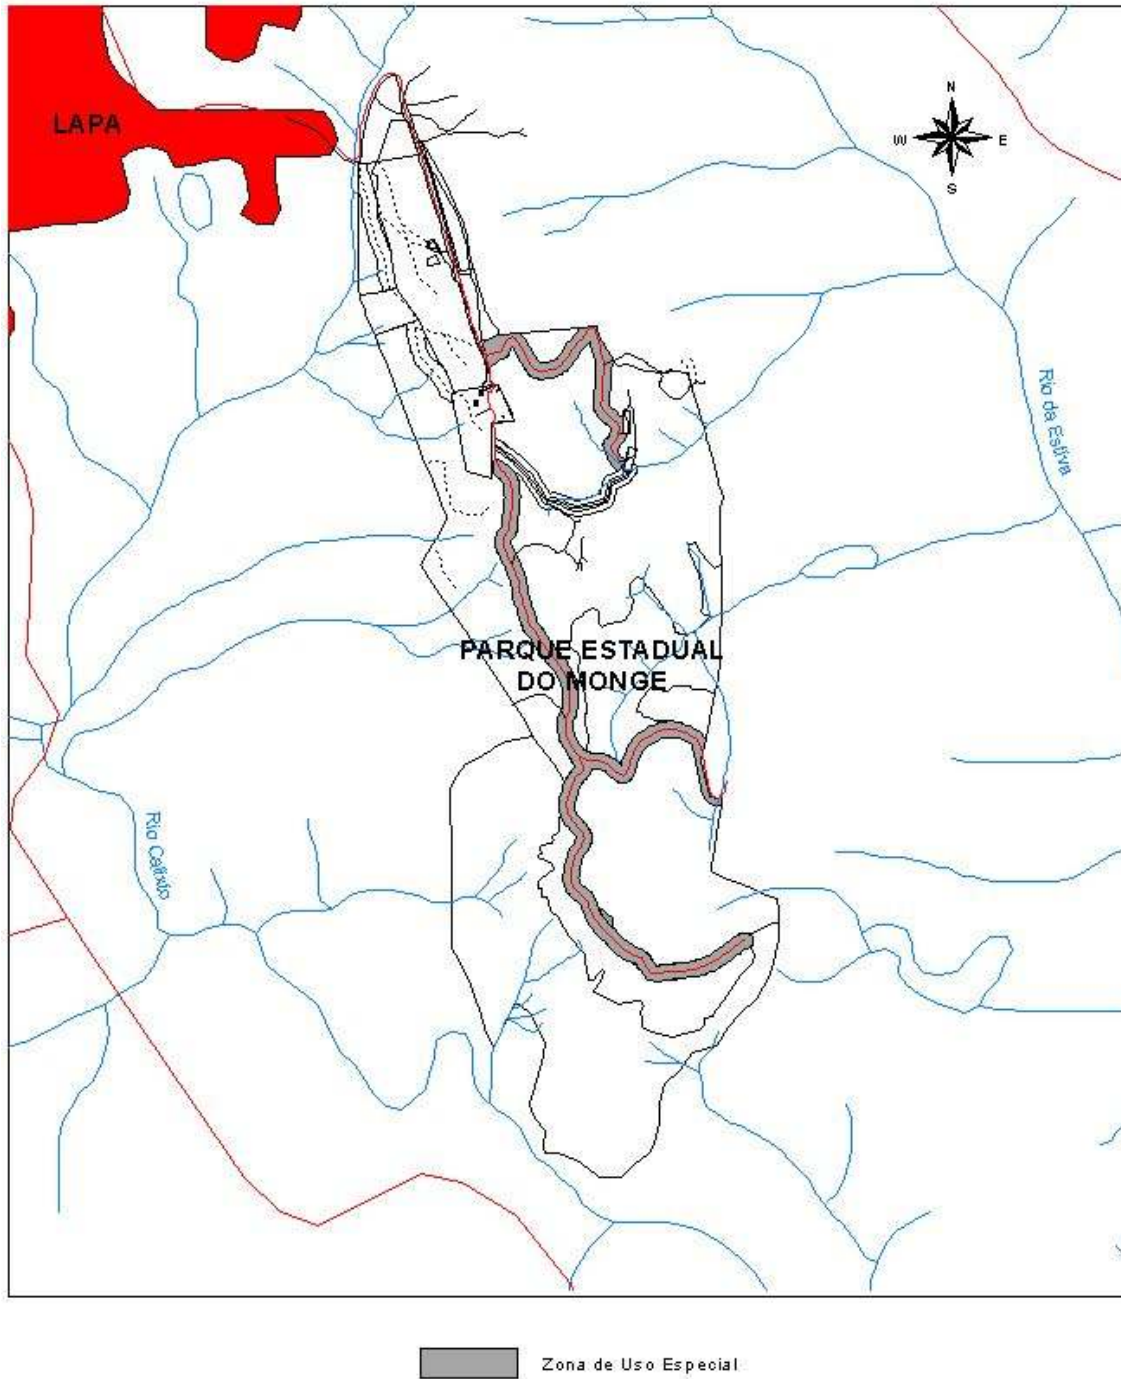 LAPA
N
W E
S
Rio da Estiva
PARQUE ESTADUAL
DO MONGE
Rio Calixto
Zona de Uso Especial